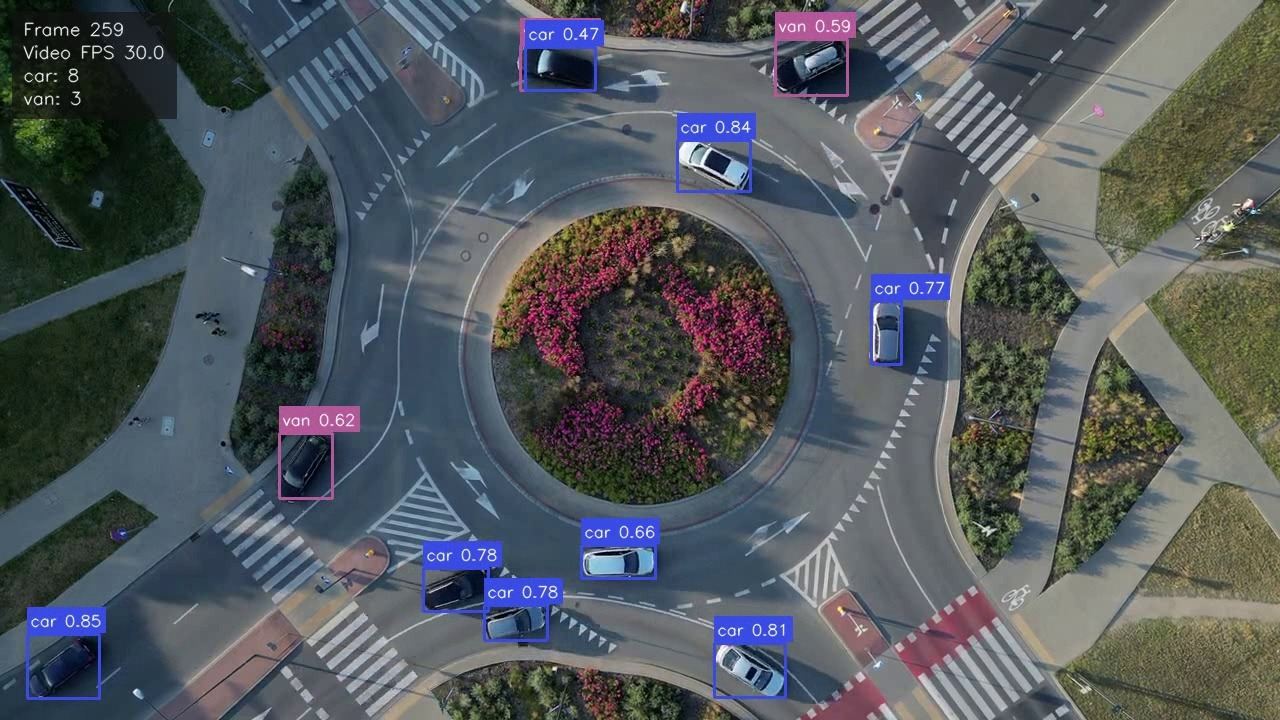 Frame 259
Video FPS 30.0
car: 8
van: 3
car 0.47
van 0.59
car 0.84
car 0.77
van 0.62
car 0.66
car 0.78
car 0.78
car 0.85
car 0.81